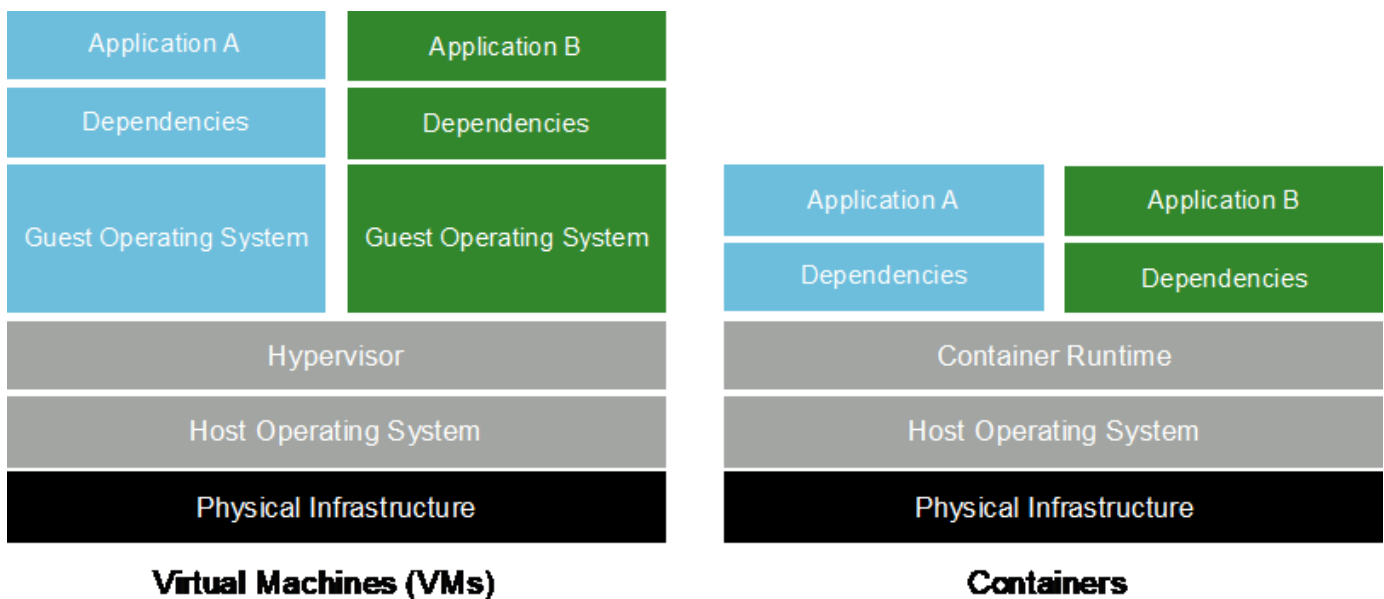 Application A
Application B
Dependencies
Dependencies
Guest Operating System
Guest Operating System
Hypervisor
Host Operating System
Physical Infrastructure
Virtual Machines (VMs)
Application A
Application B
Dependencies
Dependencies
Container Runtime
Host Operating System
Physical Infrastructure
Containers